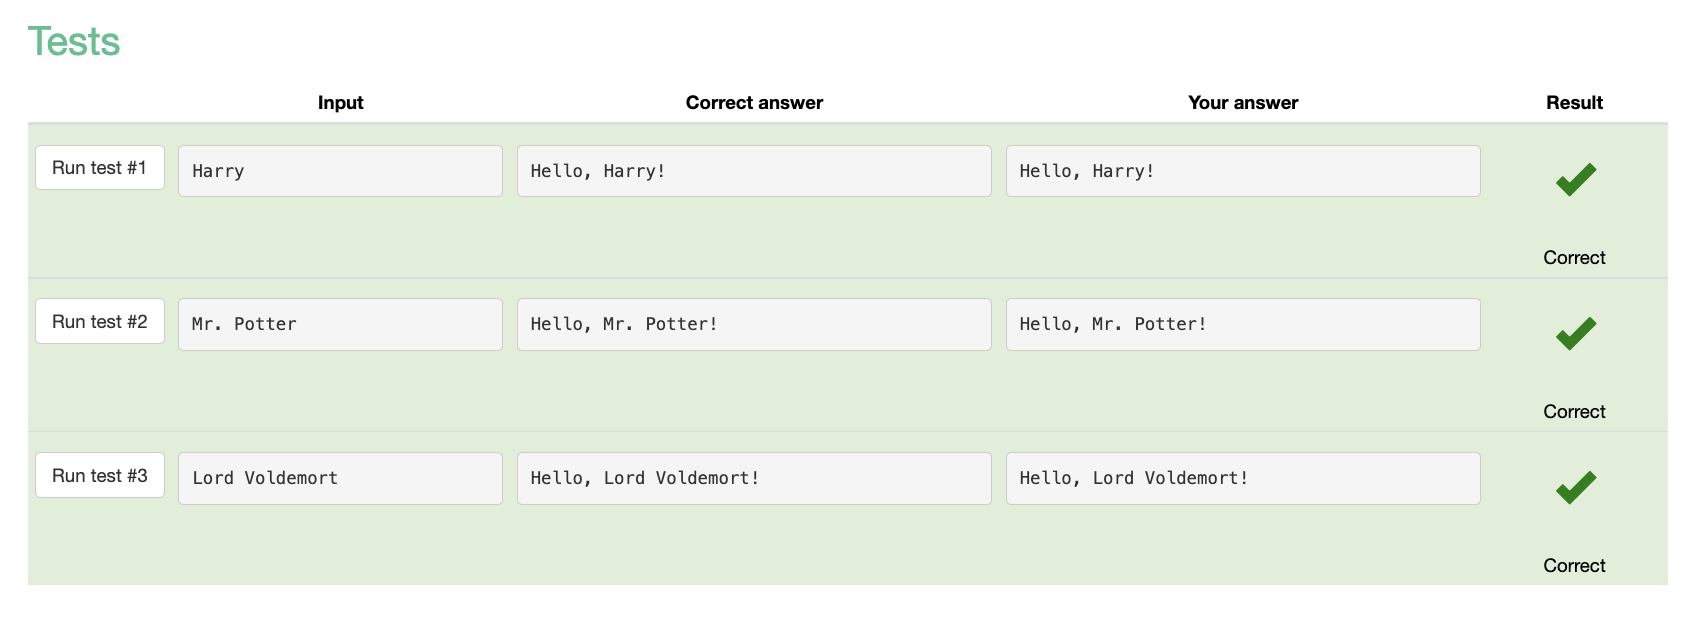 Tests
Input Correct answer Your answer Result
Run test #1 Harry Hello, Harry! Hello, Harry!
Correct
Run test #2 Mr. Potter Hello, Mr. Potter! Hello, Mr. Potter!
Correct
Run test #3 Lord Voldemort Hello, Lord Voldemort! Hello, Lord Voldemort!
Correct